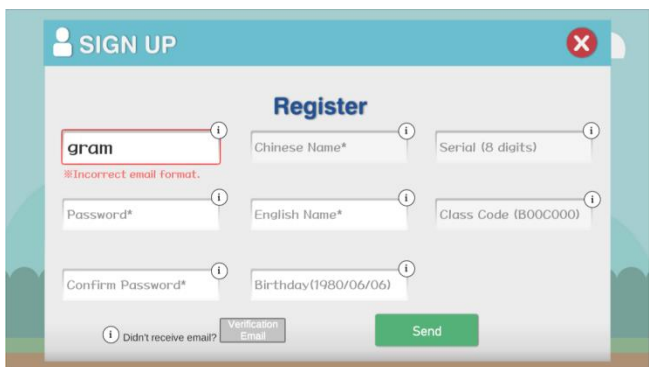 SIGN UP
Register
gram
Chinese Name*
Serial (8 digits)
※Incorrect email format.
Password*
English Name*
Class Code (B00C000)
Confirm Password*
Birthday(1980/06/06)
Didn't receive email?
Verification
Email
Send